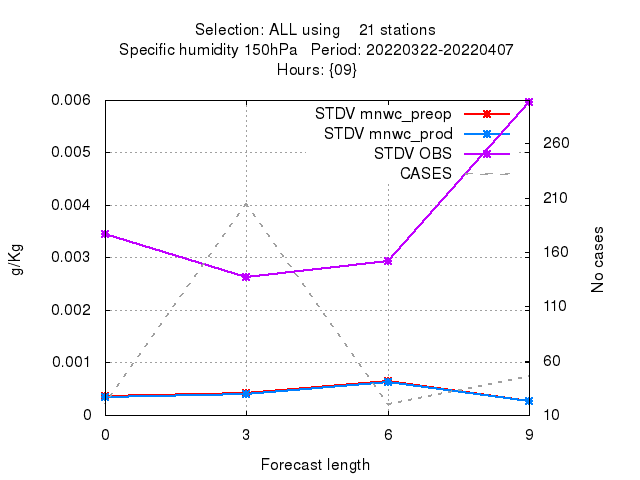 Selection: ALL using    21 stations
Specific humidity 150hPa   Period: 20220322-20220407
Hours: {09}
STDV mnwc_preop
STDV mnwc_prod
STDV OBS
CASES
0.006
0.005
0.004
0.003
0.002
0.001
0
260
210
160
110
60
10
g/Kg
No cases
0 3 6 9
Forecast length